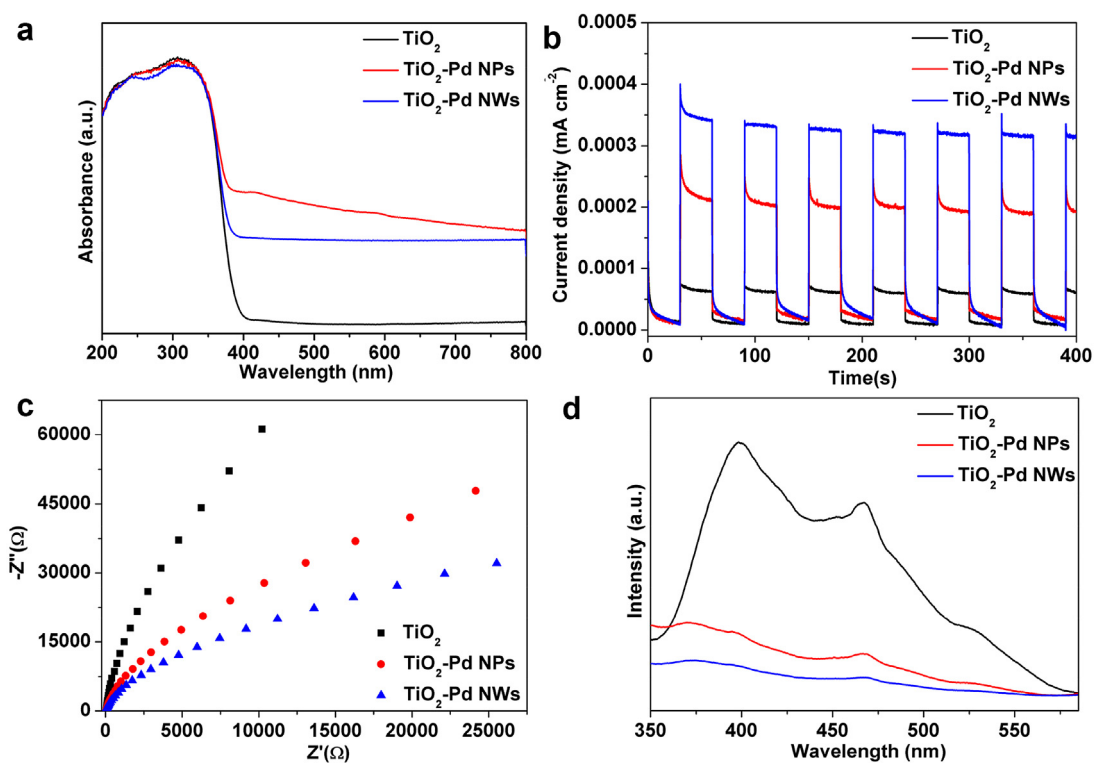 a
TiO2
TiO2-Pd NPs
TiO2-Pd NWs
Absorbance (a.u.)
200 300 400 500 600 700 800
Wavelength (nm)
b
TiO2
TiO2-Pd NPs
TiO2-Pd NWs
Current density (mA cm-2)
0.0005
0.0004
0.0003
0.0002
0.0001
0.0000
0 100 200 300 400
Time(s)
c
-Z''(Ω)
60000
45000
30000
15000
0
TiO2
TiO2-Pd NPs
TiO2-Pd NWs
0 5000 10000 15000 20000 25000
Z'(Ω)
d
TiO2
TiO2-Pd NPs
TiO2-Pd NWs
Intensity (a.u.)
350 400 450 500 550
Wavelength (nm)